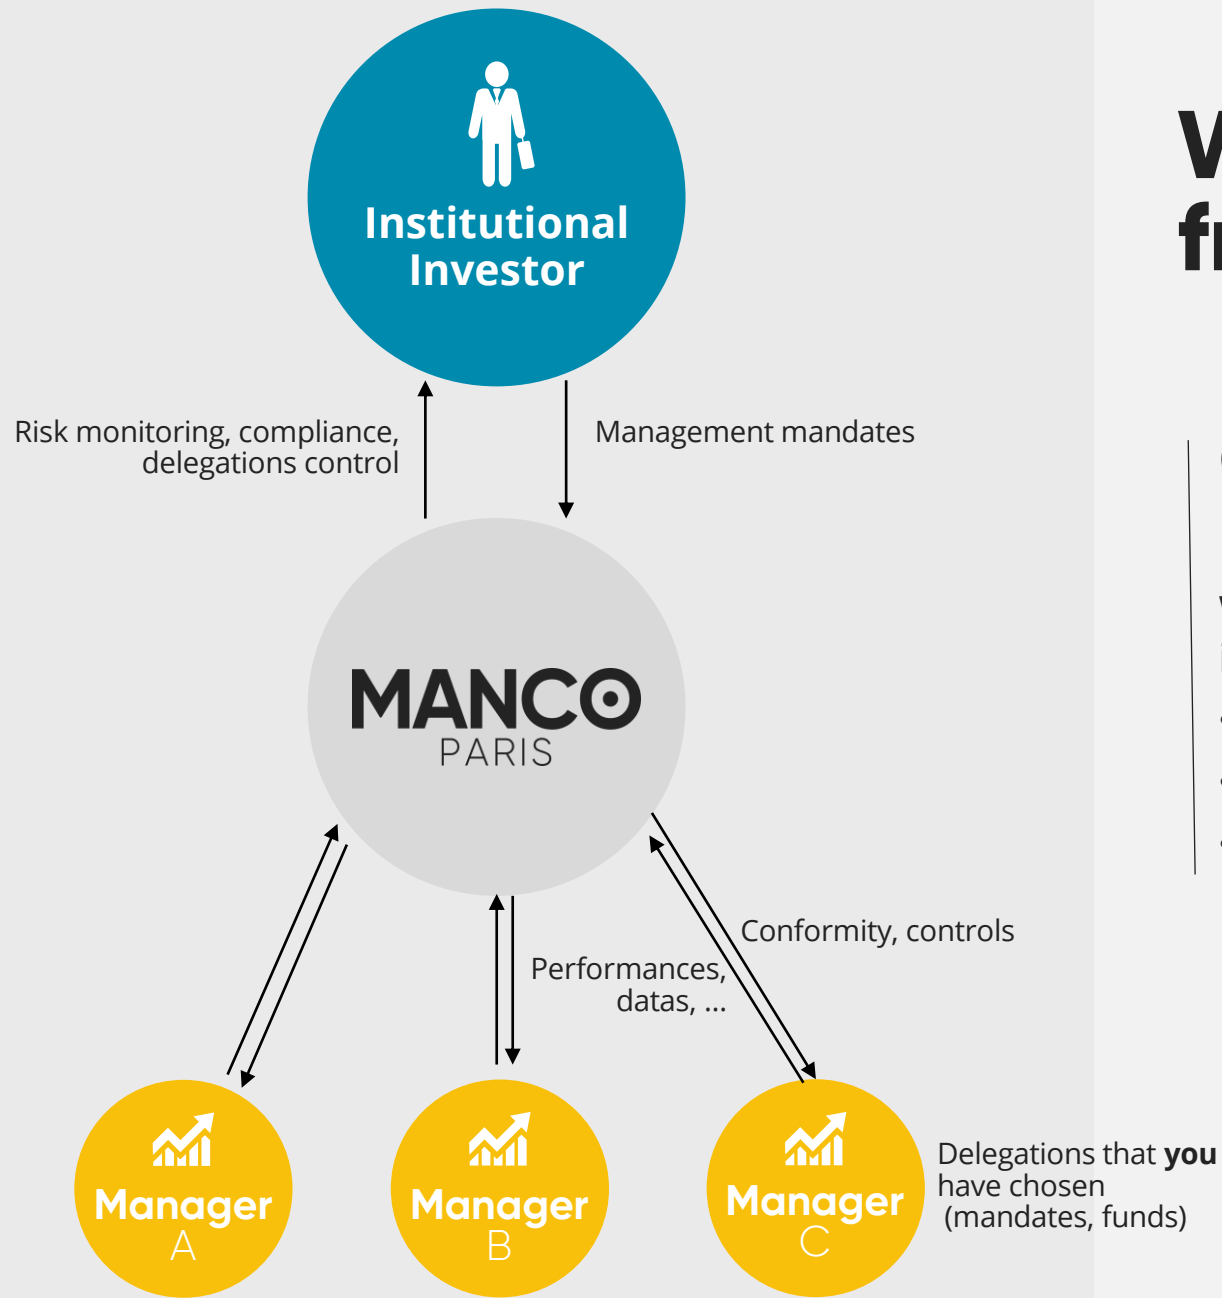 Institutional
Investor
Risk monitoring, compliance,
delegations control
Management mandates
MANCO
PARIS
Conformity, controls
Performances,
datas, ...
Manager
A
Manager
B
Manager
C
Delegations that you
have chosen
(mandates, funds)